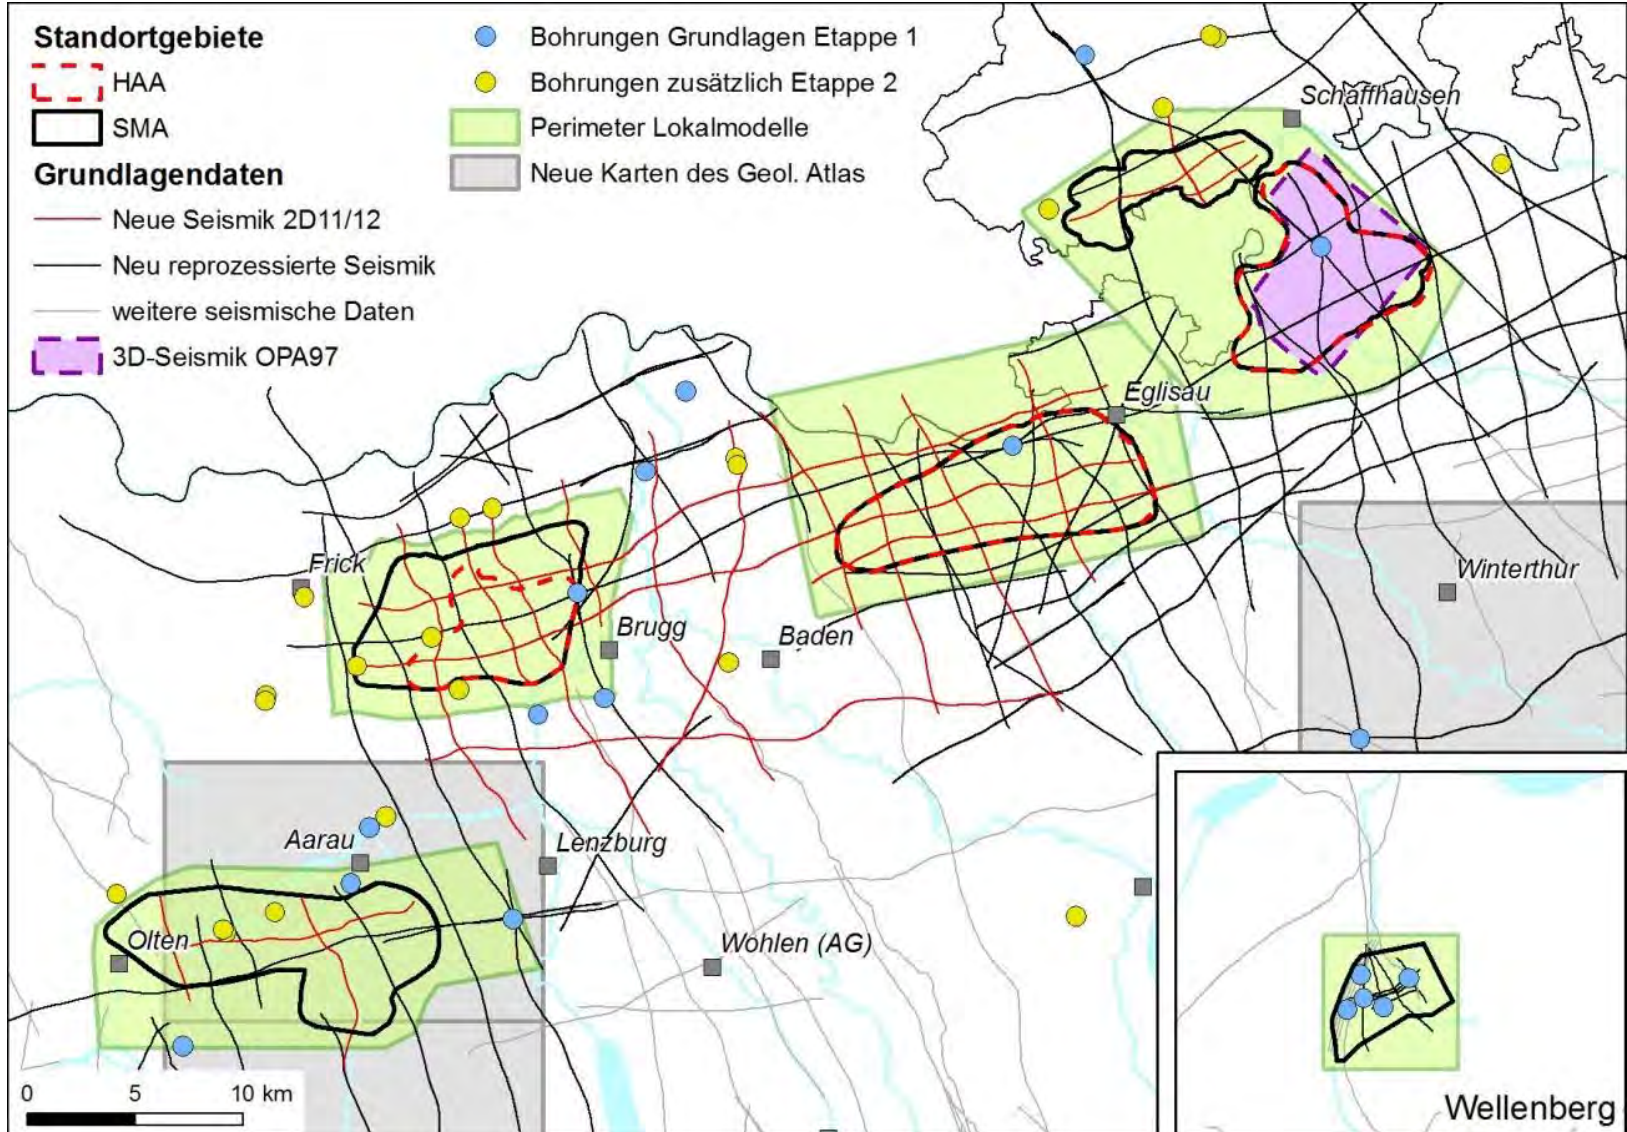 Standortgebiete
HAA
SMA
Grundlagendaten
Neue Seismik 2D11/12
Neu reprozessierte Seismik
weitere seismische Daten
3D-Seismik OPA97
Bohrungen Grundlagen Etappe 1
Bohrungen zusätzlich Etappe 2
Perimeter Lokalmodelle
Neue Karten des Geol. Atlas
Schaffhausen
Eglisau
Frick
Winterthur
Brugg
Baden
Aarau
Lenzburg
Olten
Wohlen (AG)
0 5 10 km
Wellenberg